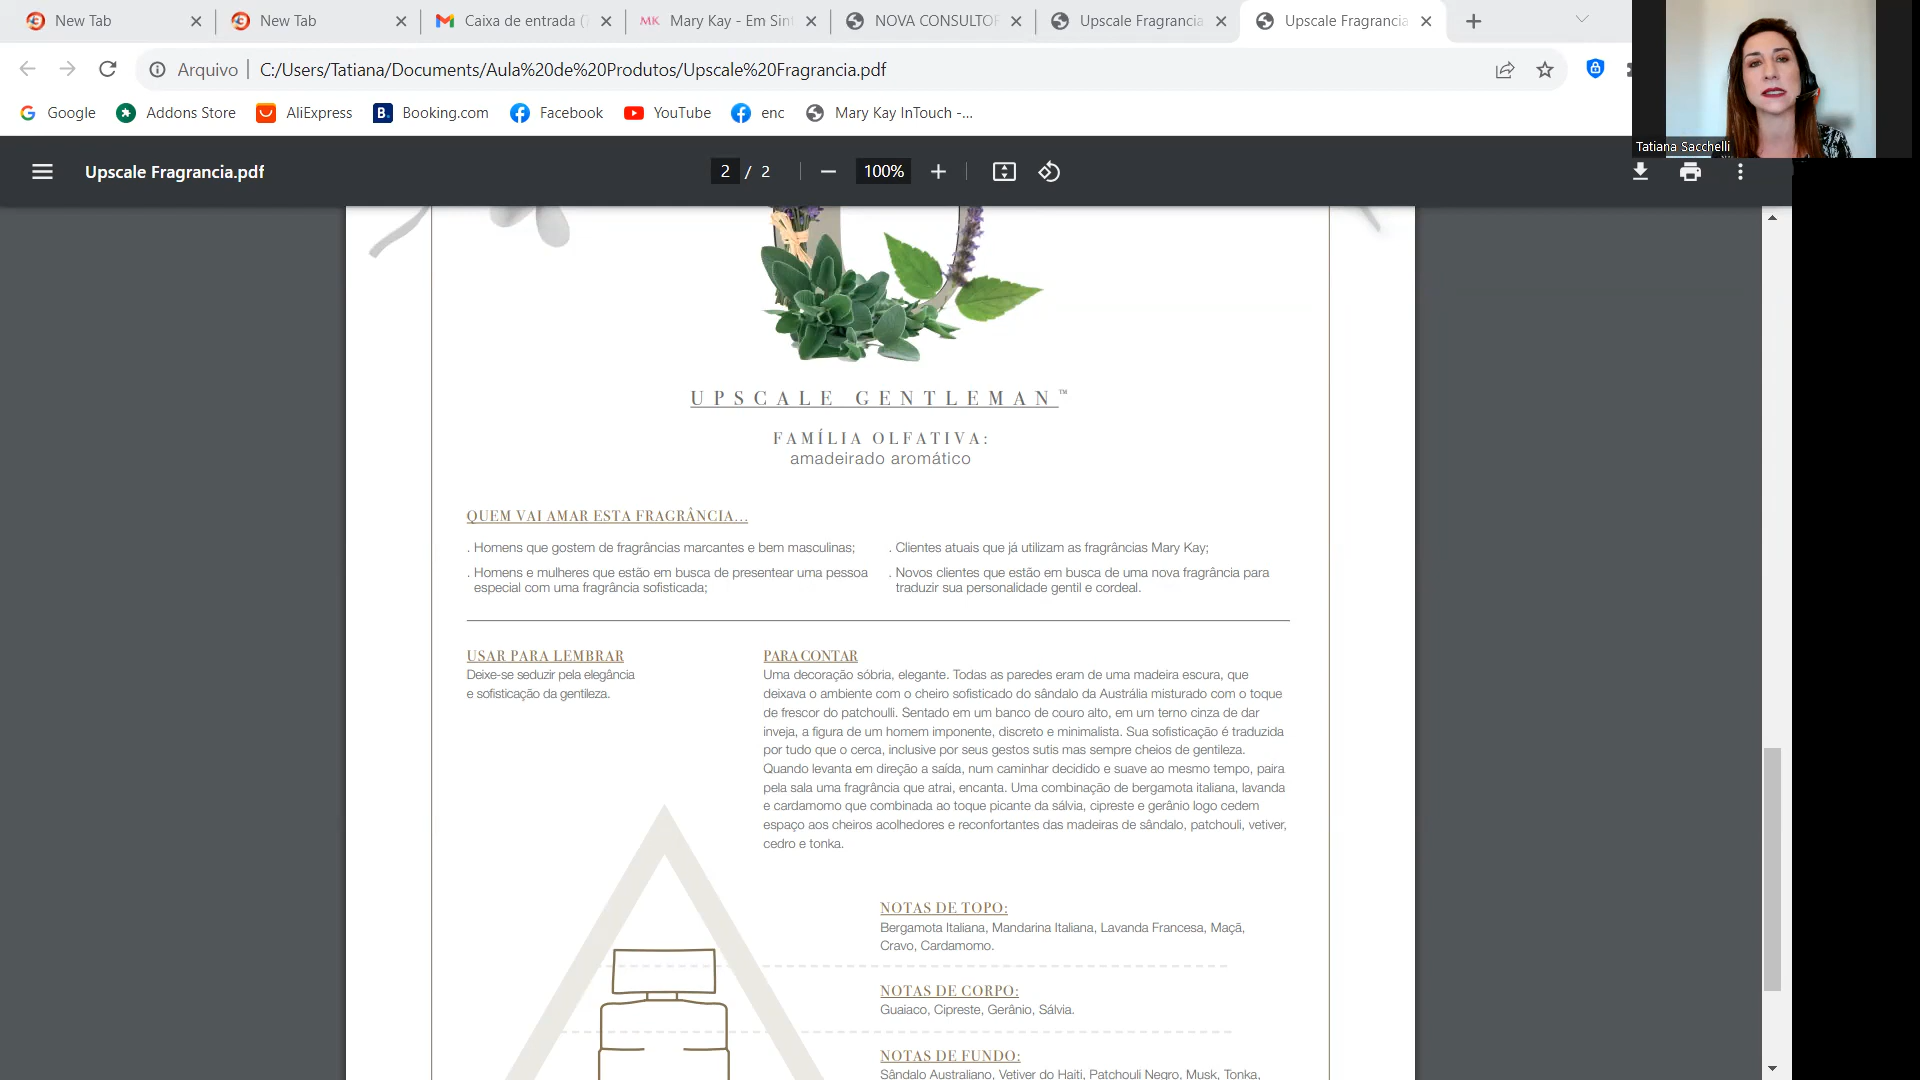 New Tab
New Tab
Caixa de entrada (
MK Mary Kay - Em Sin
NOVA CONSULTOR
Upscale Fragrancia
Upscale Fragrancia
Arquivo
C:/Users/Tatiana/Documents/Aula%20de%20Produtos/Upscale%20Fragrancia.pdf
Google
Addons Store
AliExpress
B. Booking.com
Facebook
YouTube
enc
Mary Kay InTouch -...
Tatiana Sacchelli
Upscale Fragrancia.pdf
2 / 2
100%
UPSCALE GENTLEMAN™
FAMÍLIA OLFATIVA:
amadeirado aromático
QUEM VAI AMAR ESTA FRAGRÂNCIA...
. Homens que gostem de fragrâncias marcantes e bem masculinas;
. Homens e mulheres que estão em busca de presentear uma pessoa
especial com uma fragrância sofisticada;
. Clientes atuais que já utilizam as fragrâncias Mary Kay;
. Novos clientes que estão em busca de uma nova fragrância para
traduzir sua personalidade gentil e cordeal.
USAR PARA LEMBRAR
Deixe-se seduzir pela elegância
e sofisticação da gentileza.
PARA CONTAR
Uma decoração sóbria, elegante. Todas as paredes eram de uma madeira escura, que
deixava o ambiente com o cheiro sofisticado do sândalo da Austrália misturado com o toque
de frescor do patchoulli. Sentado em um banco de couro alto, em um terno cinza de dar
inveja, a figura de um homem imponente, discreto e minimalista. Sua sofisticação é traduzida
por tudo que o cerca, inclusive por seus gestos sutis mas sempre cheios de gentileza.
Quando levanta em direção a saída, num caminhar decidido e suave ao mesmo tempo, paira
pela sala uma fragrância que atrai, encanta. Uma combinação de bergamota italiana, lavanda
e cardamomo que combinada ao toque picante da sálvia, cipreste e gerânio logo cedem
espaço aos cheiros acolhedores e reconfortantes das madeiras de sândalo, patchouli, vetiver,
cedro e tonka.
NOTAS DE TOPO:
Bergamota Italiana, Mandarina Italiana, Lavanda Francesa, Maçã,
Cravo, Cardamomo.
NOTAS DE CORPO:
Guaiaco, Cipreste, Gerânio, Sálvia.
NOTAS DE FUNDO:
Sândalo Australiano, Vetiver do Haiti, Patchouli Negro, Musk, Tonka,